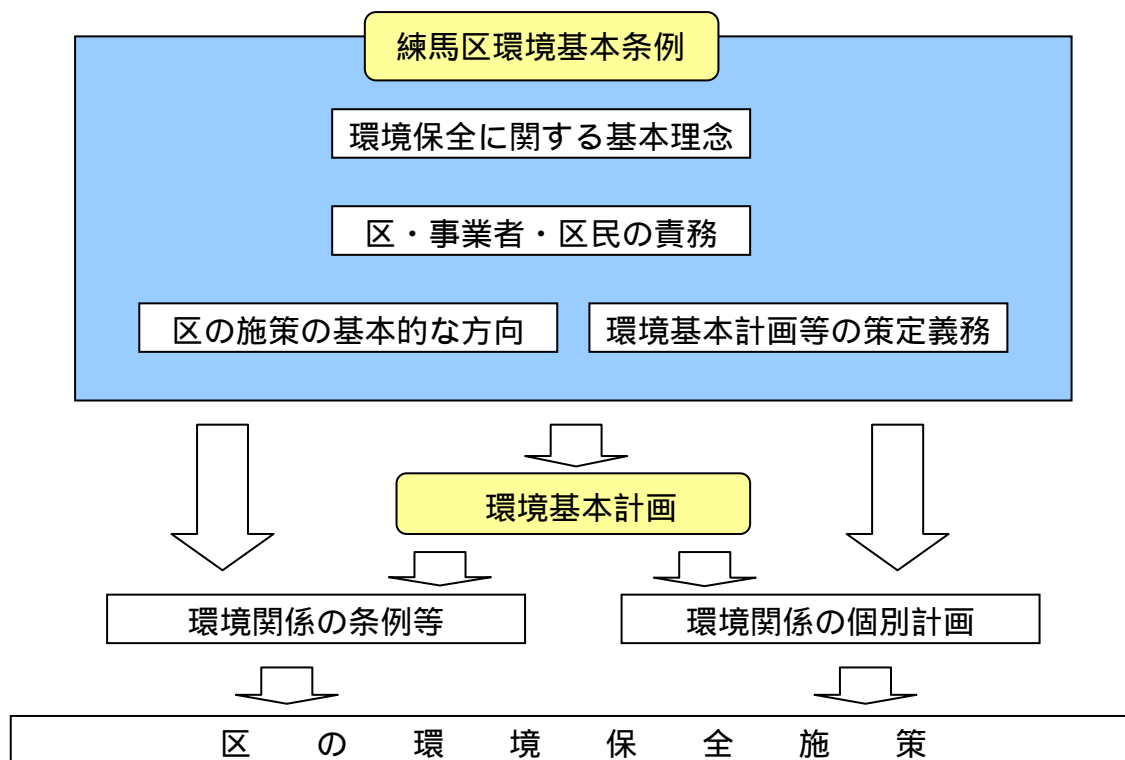 練馬区環境基本条例
環境保全に関する基本理念
区・事業者・区民の責務
区の施策の基本的な方向
環境基本計画等の策定義務
環境基本計画
環境関係の条例等
環境関係の個別計画
区の環境保全施策